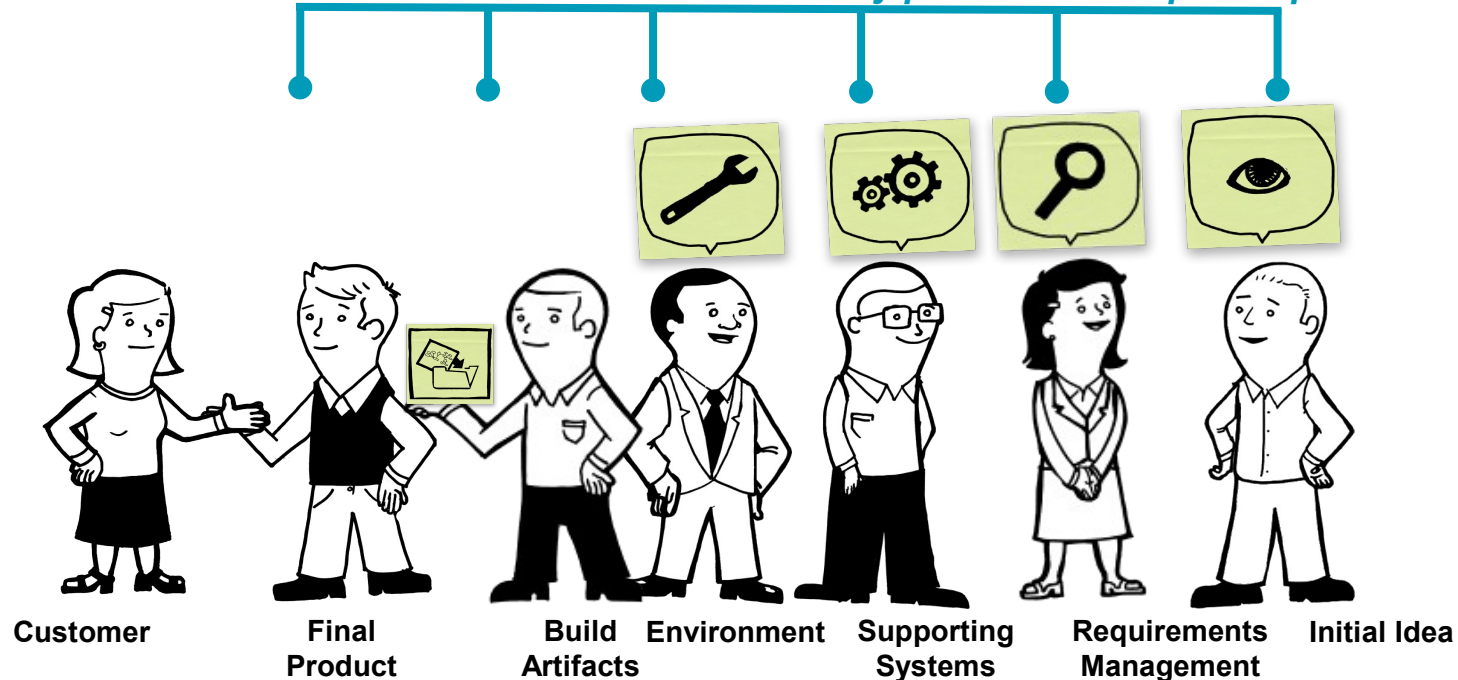 Customer
Final
Product
Build
Artifacts
Environment
Supporting
Systems
Requirements
Management
Initial Idea